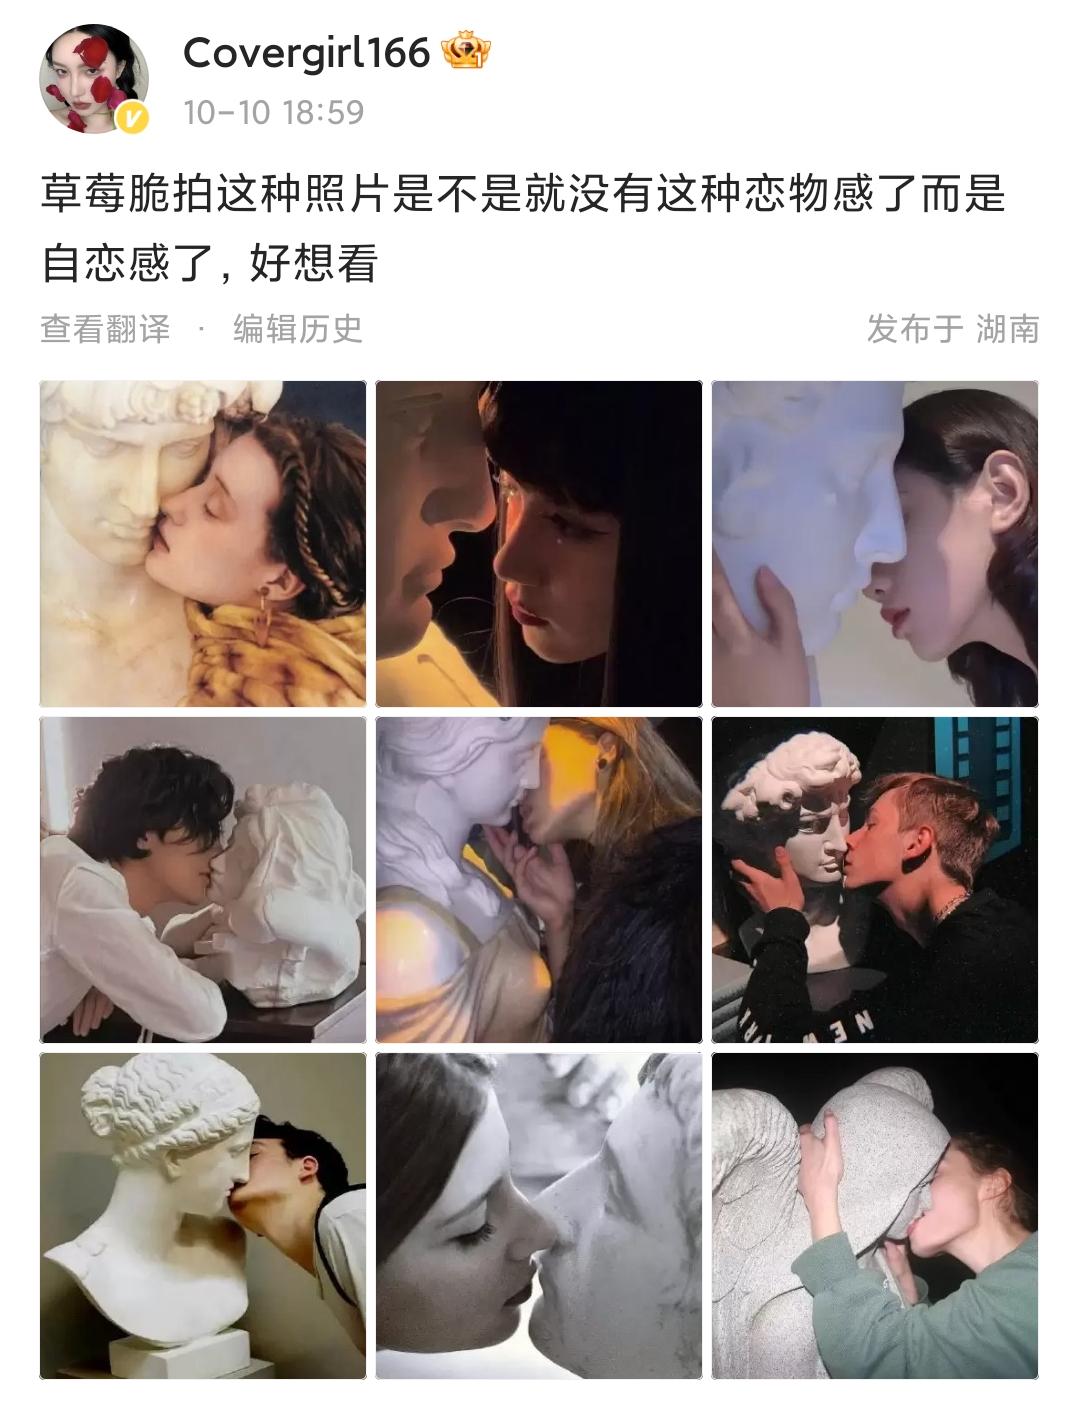 Covergirl166
10-10 18:59
草莓脆拍这种照片是不是就没有这种恋物感了而是
自恋感了，好想看
查看翻译 · 编辑历史
发布于 湖南